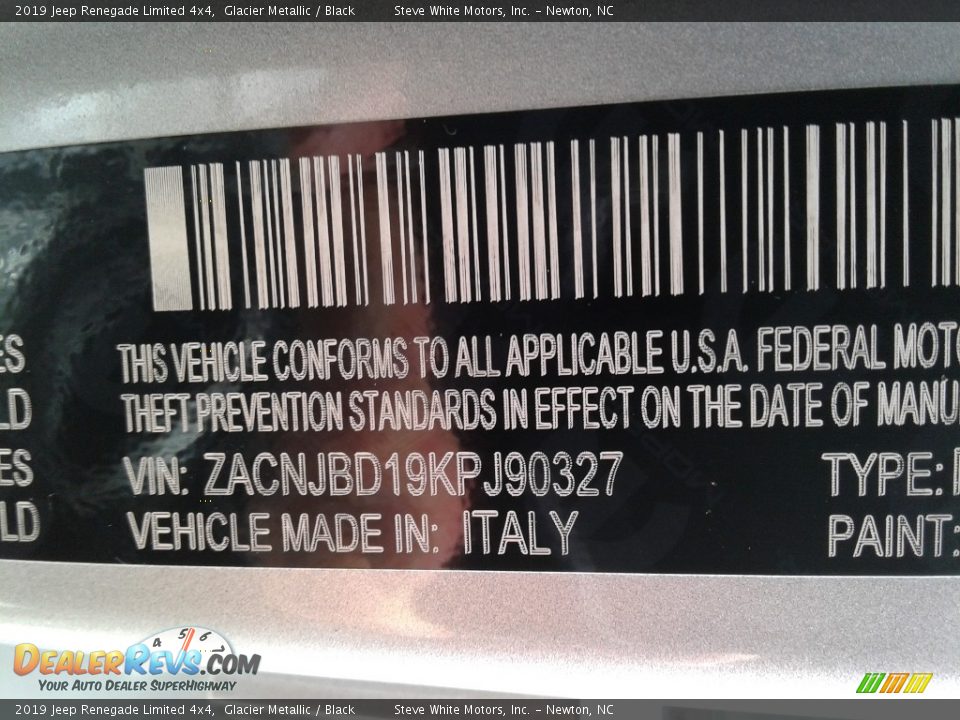 2019 Jeep Renegade Limited 4x4, Glacier Metallic / Black Steve White Motors, Inc. - Newton, NC
ES
LD
ES
LD
THIS VEHICLE CONFORMS TO ALL APPLICABLE U.S.A. FEDERAL MOTO
THEFT PREVENTION STANDARDS IN EFFECT ON THE DATE OF MANU
VIN: ZACNJBD19KPJ90327 TYPE:
VEHICLE MADE IN: ITALY PAINT:
4 5 6
DEALERREVS.COM
YOUR AUTO DEALER SUPERHIGHWAY
2019 Jeep Renegade Limited 4x4, Glacier Metallic / Black Steve White Motors, Inc. - Newton, NC